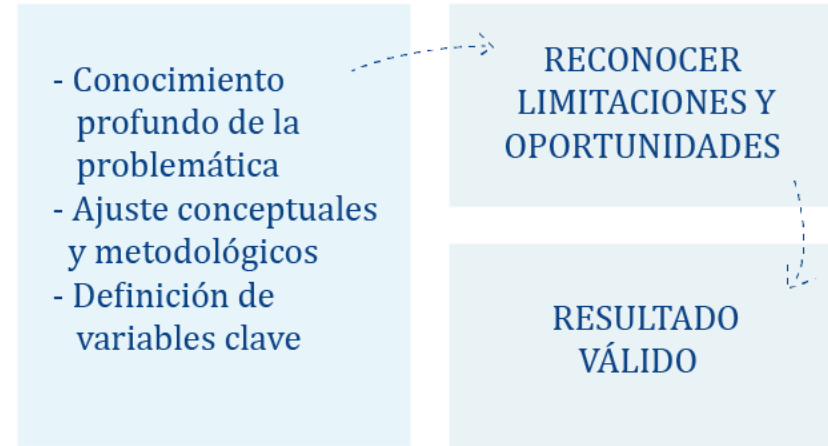 - Conocimiento
profundo de la
problemática
- Ajuste conceptuales
y metodológicos
- Definición de
variables clave
RECONOCER
LIMITACIONES Y
OPORTUNIDADES
RESULTADO
VÁLIDO